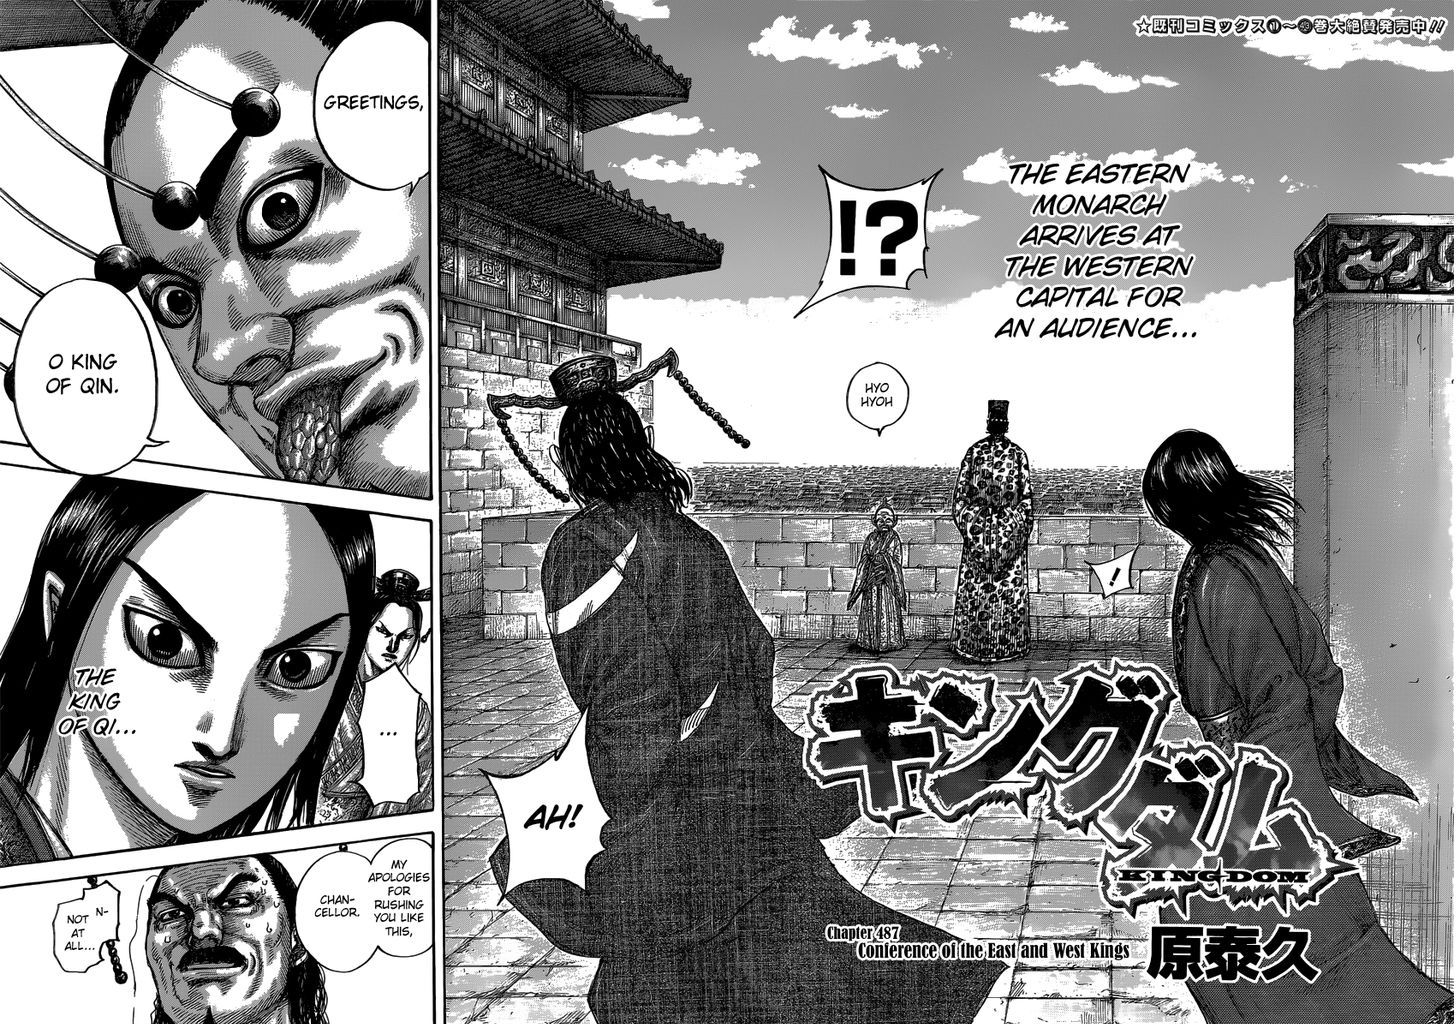 ☆既刊コミックス①〜㊺巻大絶賛発売中!!
THE EASTERN
MONARCH
ARRIVES AT
THE WESTERN
CAPITAL FOR
AN AUDIENCE...
!?
HYO
HYOH
!
AH!
キングダム
KINGDOM
Chapter 487
Conference of the East and West Kings
原泰久
GREETINGS,
O KING
OF QIN.
THE
KING
OF QI...
...
MY
APOLOGIES
FOR
RUSHING
YOU LIKE
THIS,
CHAN-
CELLOR.
N-
NOT
AT
ALL...